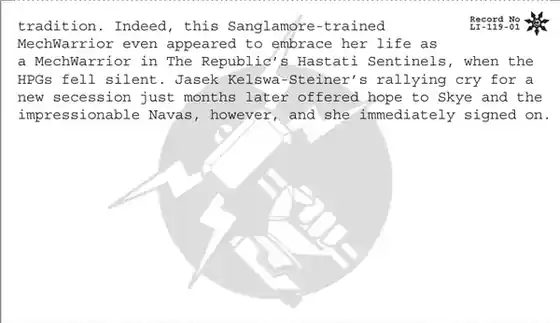 tradition. Indeed, this Sanglamore-trained
MechWarrior even appeared to embrace her life as
a MechWarrior in The Republic's Hastati Sentinels, when the
HPGs fell silent. Jasek Kelswa-Steiner's rallying cry for a
new secession just months later offered hope to Skye and the
impressionable Navas, however, and she immediately signed on.
Record No
LI-119-01